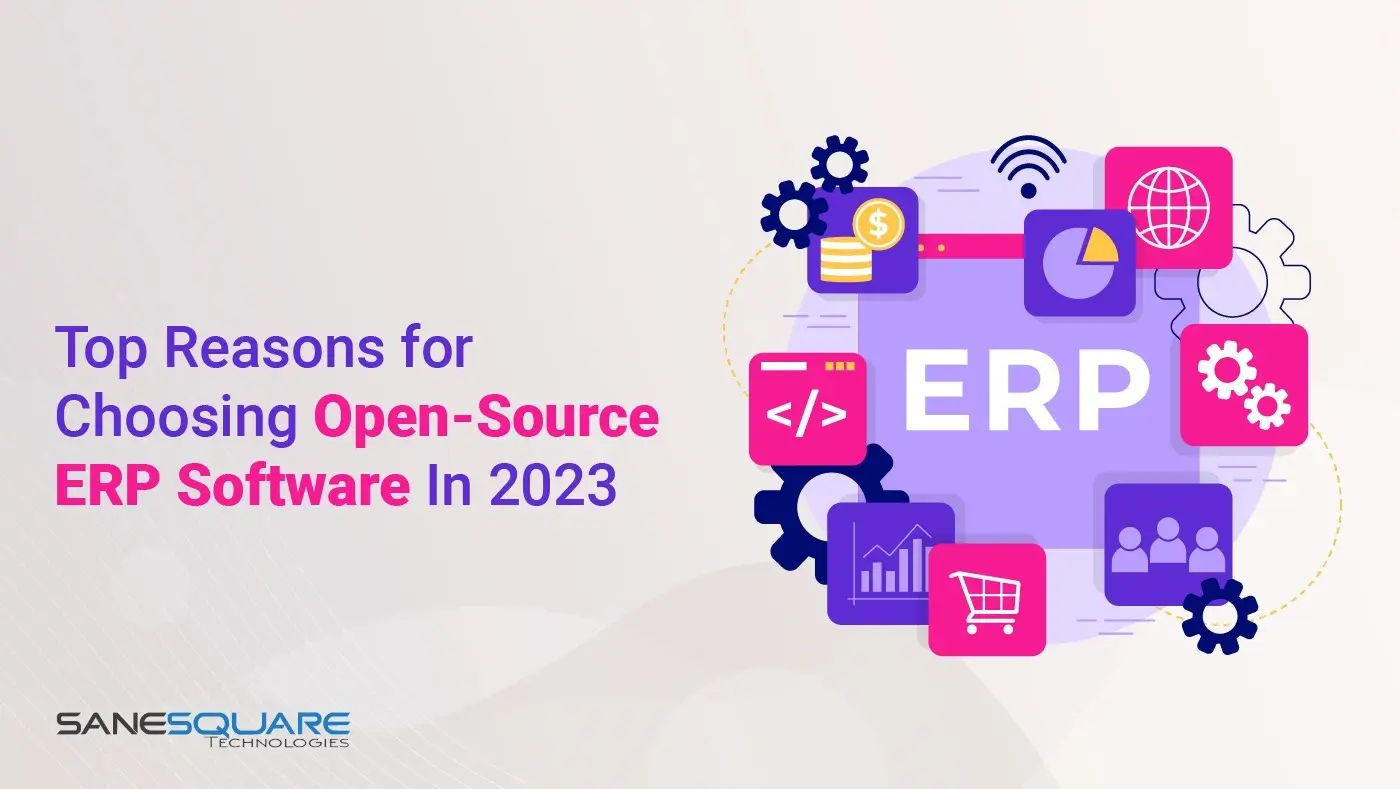 Top Reasons for
Choosing Open-Source
ERP Software In 2023
ERP
$
</>
SANESQUARE
TECHNOLOGIES